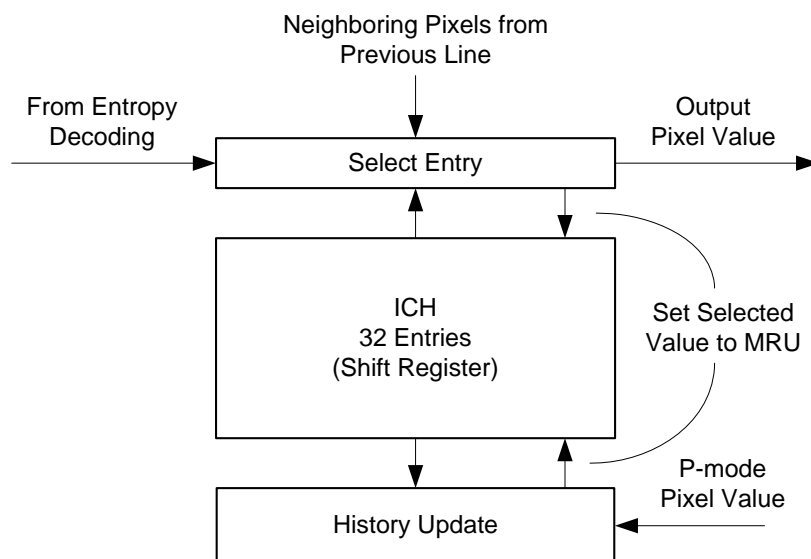 Neighboring Pixels from
Previous Line
From Entropy
Decoding
Output
Pixel Value
Select Entry
ICH
32 Entries
(Shift Register)
Set Selected
Value to MRU
P-mode
Pixel Value
History Update